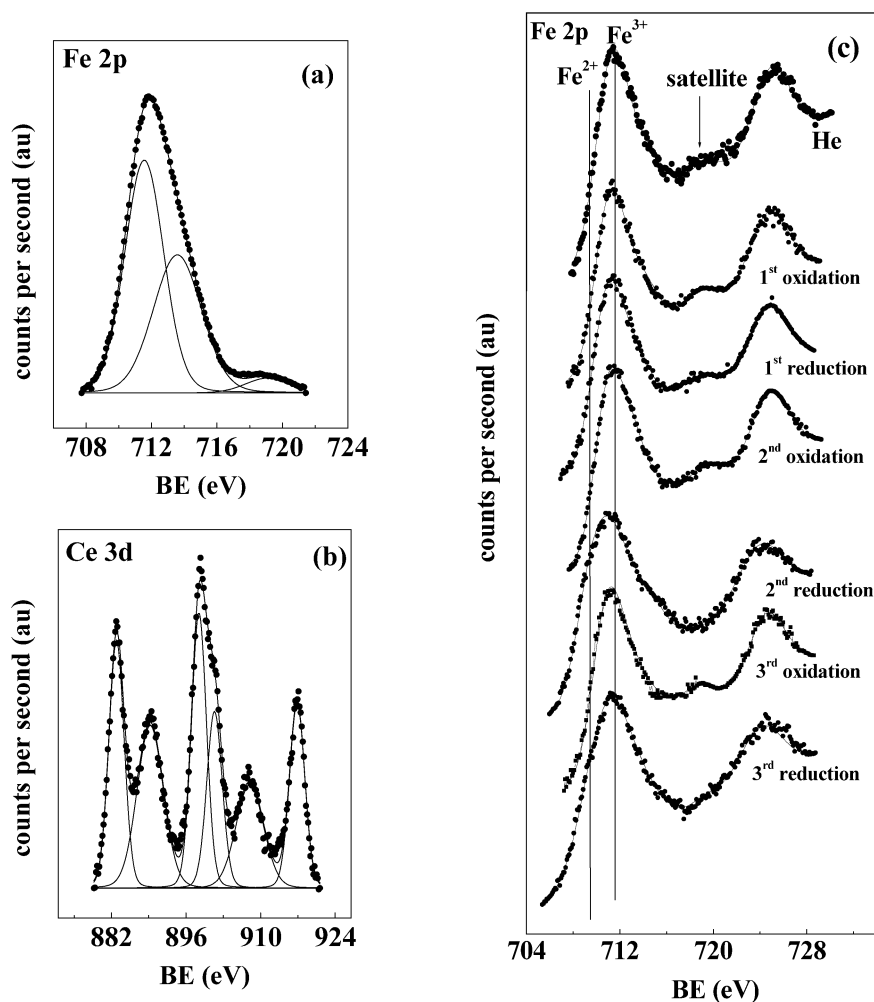 Fe 2p
(a)
counts per second (au)
708 712 716 720 724
BE (eV)
Ce 3d
(b)
counts per second (au)
882 896 910 924
BE (eV)
Fe 2p
Fe³⁺
(c)
Fe²⁺
satellite
He
1ˢᵗ oxidation
1ˢᵗ reduction
2ⁿᵈ oxidation
2ⁿᵈ reduction
3ʳᵈ oxidation
3ʳᵈ reduction
counts per second (au)
704 712 720 728
BE (eV)